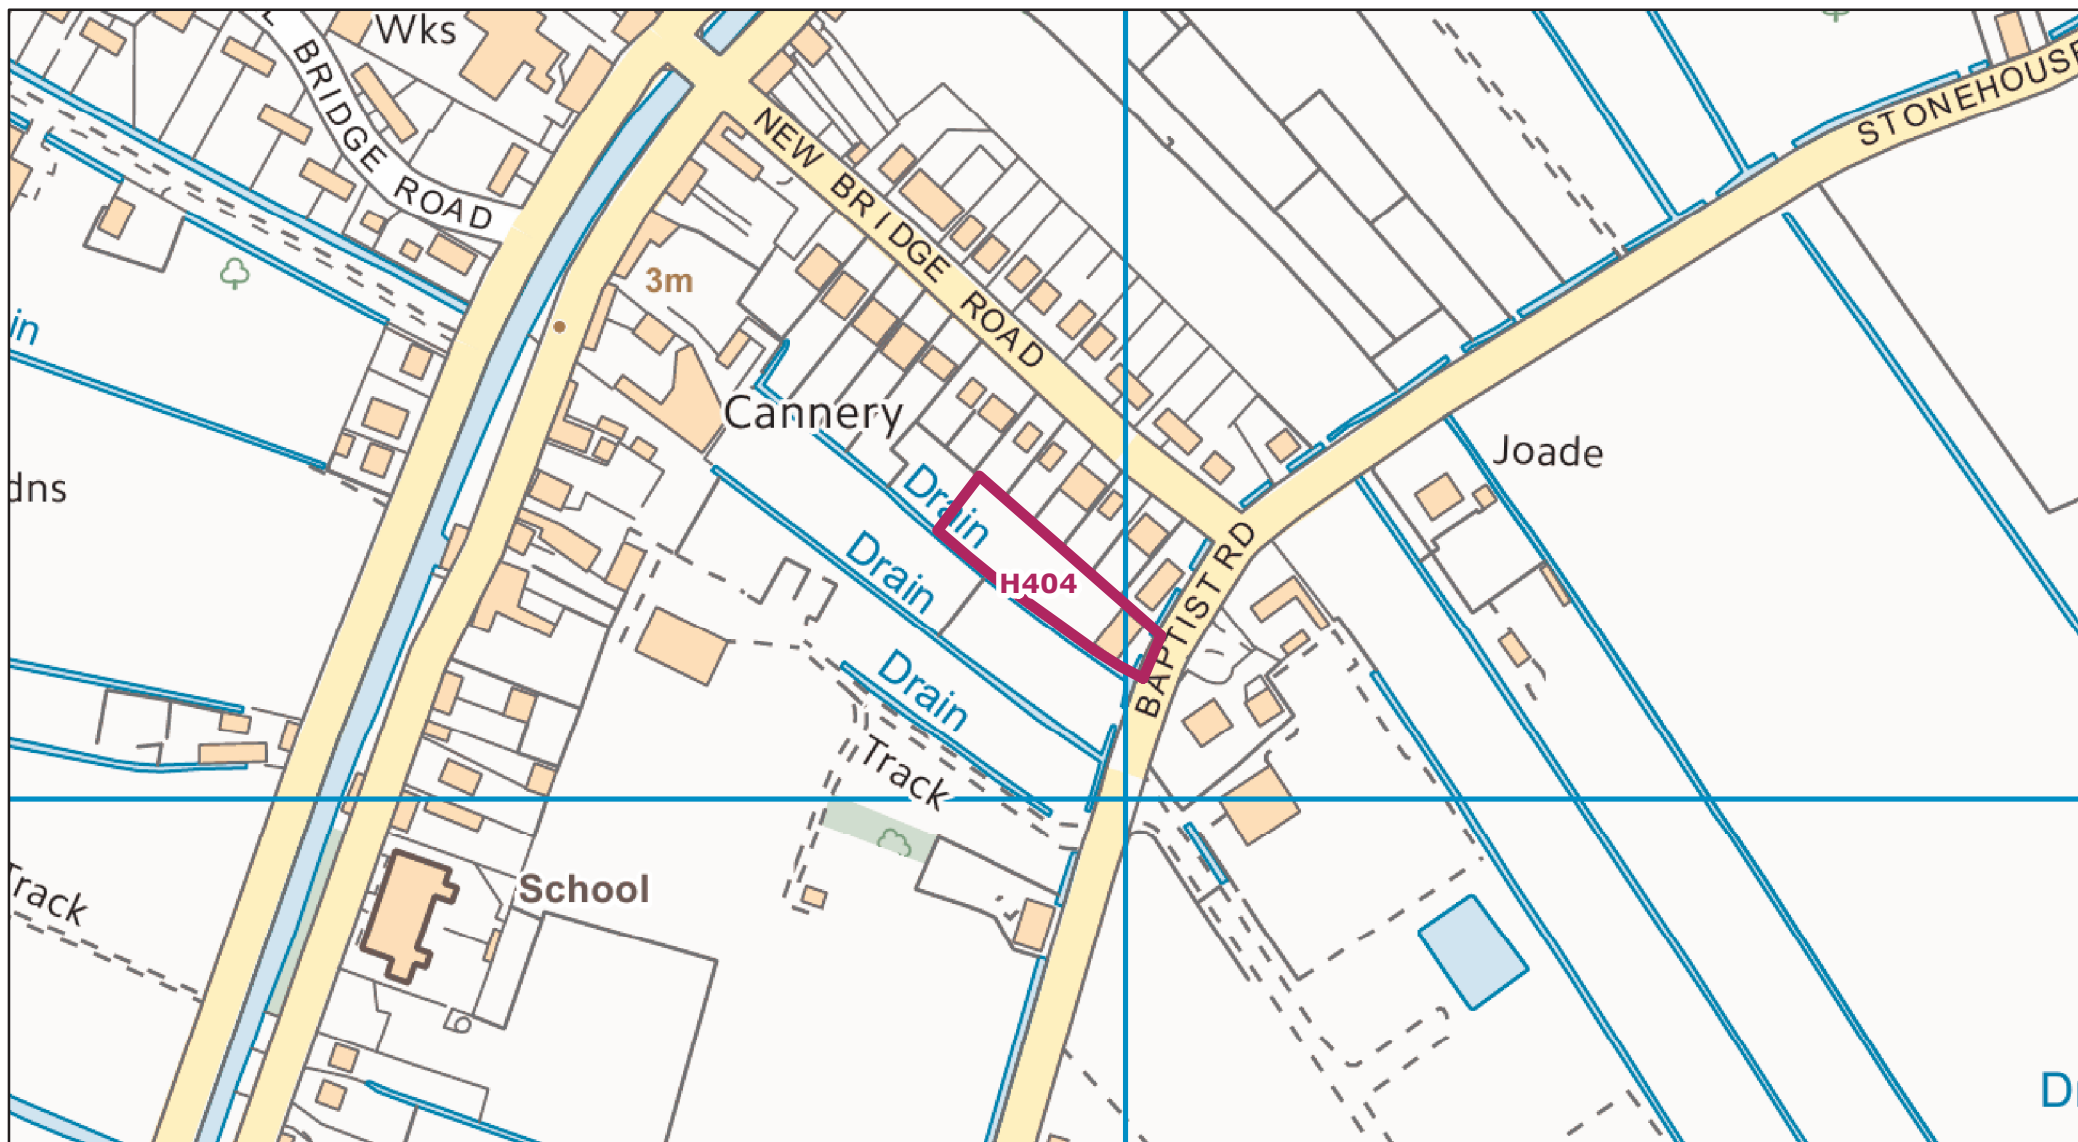 Wks
BRIDGE ROAD
NEW BRIDGE ROAD
STONEHOUSE
3m
in
Cannery
Joade
dns
Drain
H404
Drain
BAPTIST RD
Drain
Track
School
Track